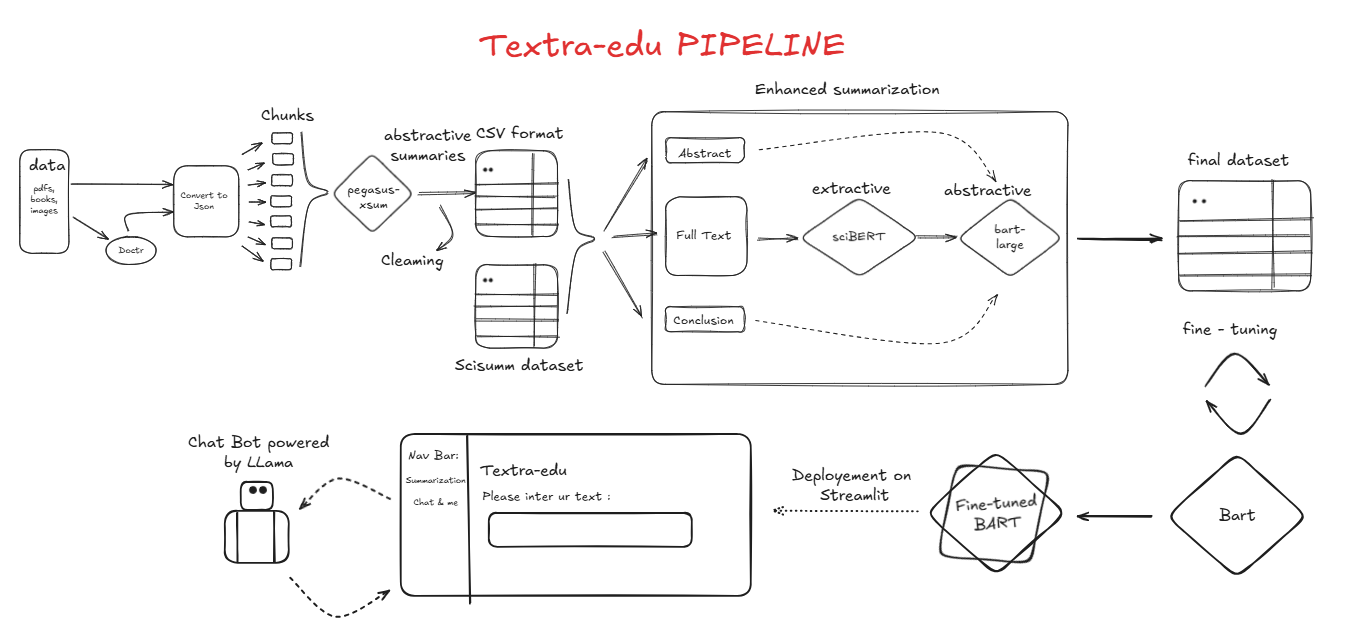 Textra-edu PIPELINE
Enhanced summarization
Chunks
abstractive
summaries
CSV format
data
pdfs,
books,
images
Doctr
Convert to
Json
pegasus-
xsum
Cleaming
Scisumm dataset
Abstract
Full Text
Conclusion
extractive
sciBERT
abstractive
bart-
large
final dataset
fine - tuning
Bart
Fine-tuned
BART
Deployement on
Streamlit
Nav Bar:
Summarization
Chat & me
Textra-edu
Please inter ur text :
Chat Bot powered
by LLama